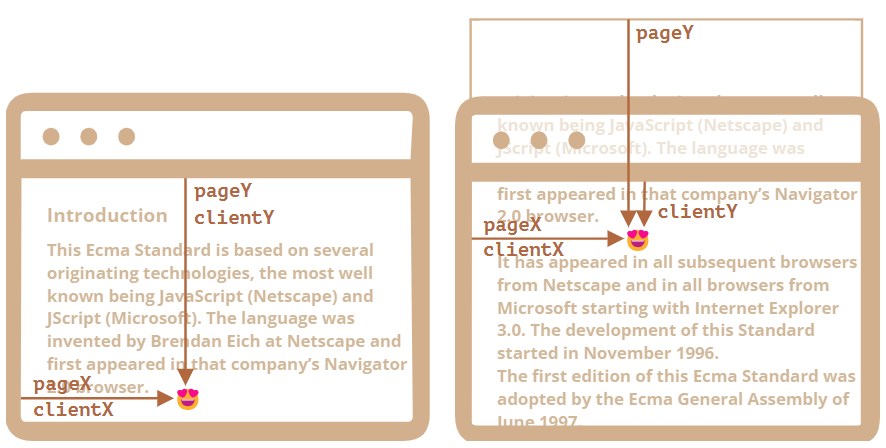 pageY
clientY
Introduction
This Ecma Standard is based on several
originating technologies, the most well
known being JavaScript (Netscape) and
JScript (Microsoft). The language was
invented by Brendan Eich at Netscape and
first appeared in that company's Navigator
pageX
2.0 browser.
clientX
pageY
known being JavaScript (Netscape) and
JScript (Microsoft). The language was
first appeared in that company's Navigator
clientY
2.0 browser.
pageX
clientX
It has appeared in all subsequent browsers
from Netscape and in all browsers from
Microsoft starting with Internet Explorer
3.0. The development of this Standard
started in November 1996.
The first edition of this Ecma Standard was
adopted by the Ecma General Assembly of
June 1997